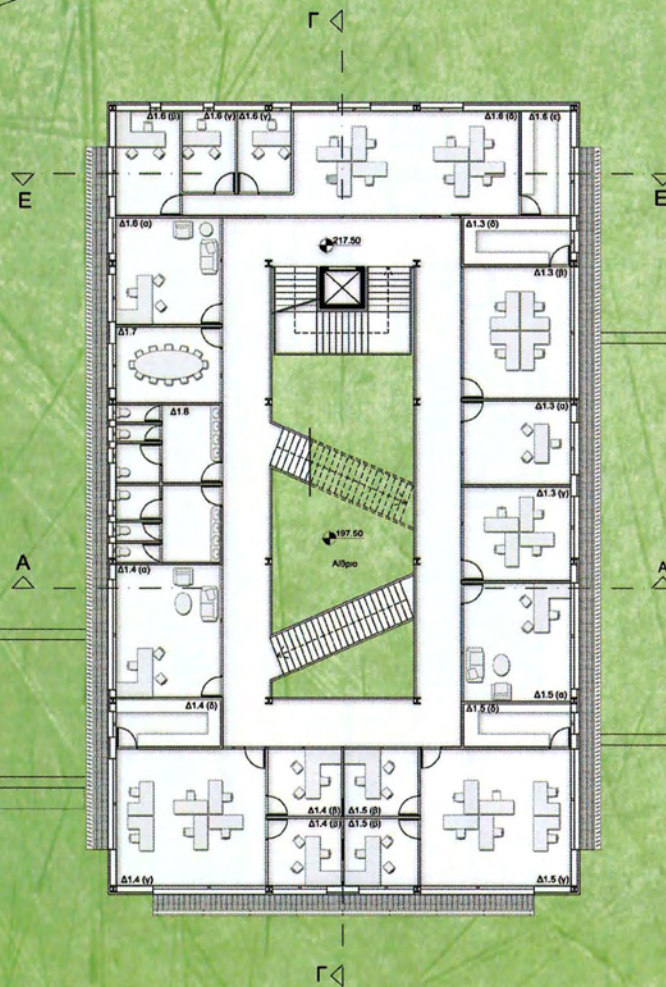 Γ
Δ1.6 (β) Δ1.6 (γ) Δ1.6 (γ) Δ1.6 (δ) Δ1.6 (ε)
Ε Ε
Δ1.6 (α) Δ1.3 (δ)
217.50
Δ1.3 (β)
Δ1.7
Δ1.8 Δ1.3 (α)
Δ1.3 (γ)
197.50
Αίθριο
Α Α
Δ1.4 (α)
Δ1.5 (α)
Δ1.4 (δ) Δ1.5 (δ)
Δ1.4 (β) Δ1.5 (β)
Δ1.4 (β) Δ1.5 (β)
Δ1.4 (γ) Δ1.5 (γ)
Γ